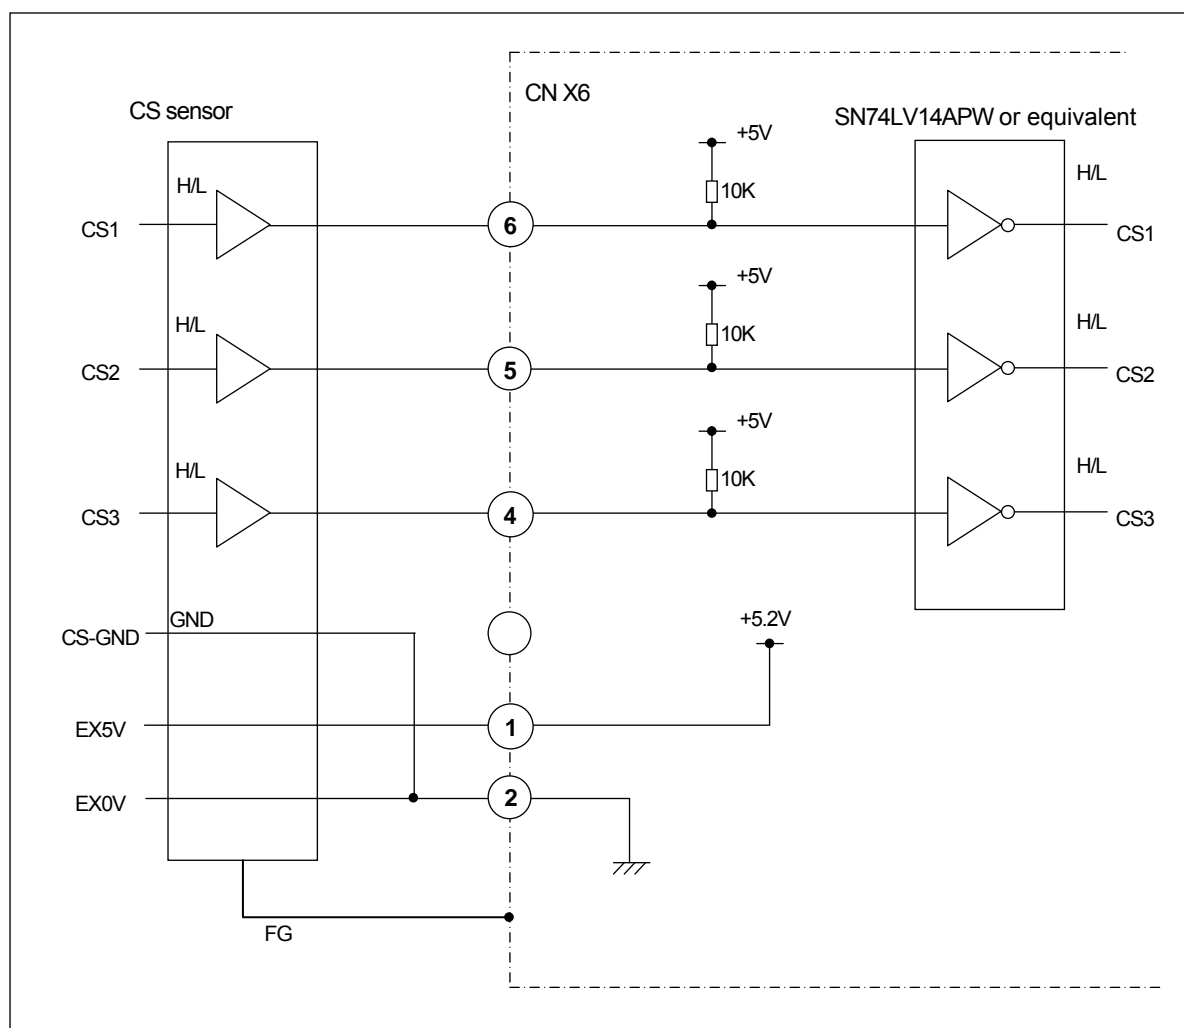 CN X6
CS sensor
SN74LV14APW or equivalent
+5V
H/L
H/L
10K
CS1
6
CS1
+5V
H/L
H/L
10K
CS2
5
CS2
+5V
H/L
H/L
10K
CS3
4
CS3
GND
+5.2V
CS-GND
EX5V
1
EX0V
2
FG